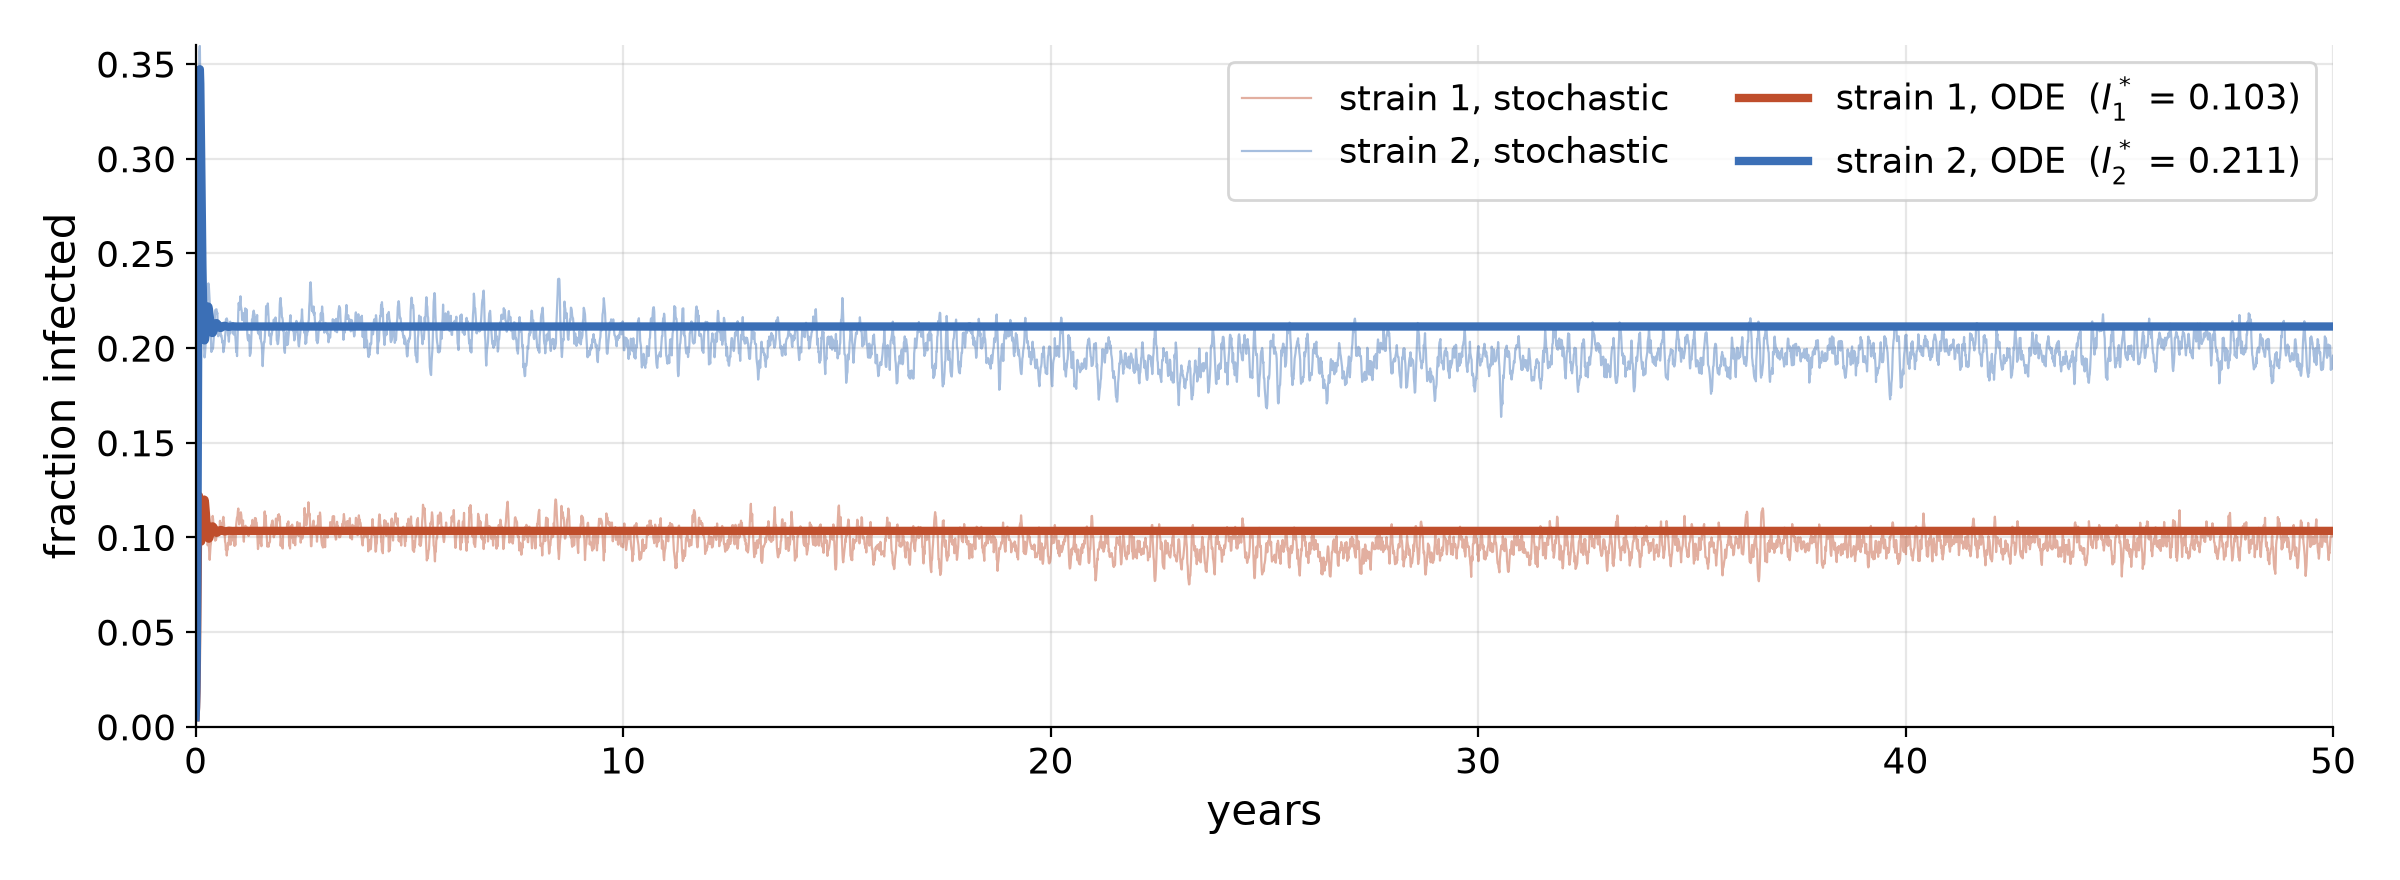 0.35
0.30
0.25
0.20
0.15
0.10
0.05
0.00
fraction infected
strain 1, stochastic
strain 2, stochastic
strain 1, ODE (I₁* = 0.103)
strain 2, ODE (I₂* = 0.211)
0 10 20 30 40 50
years